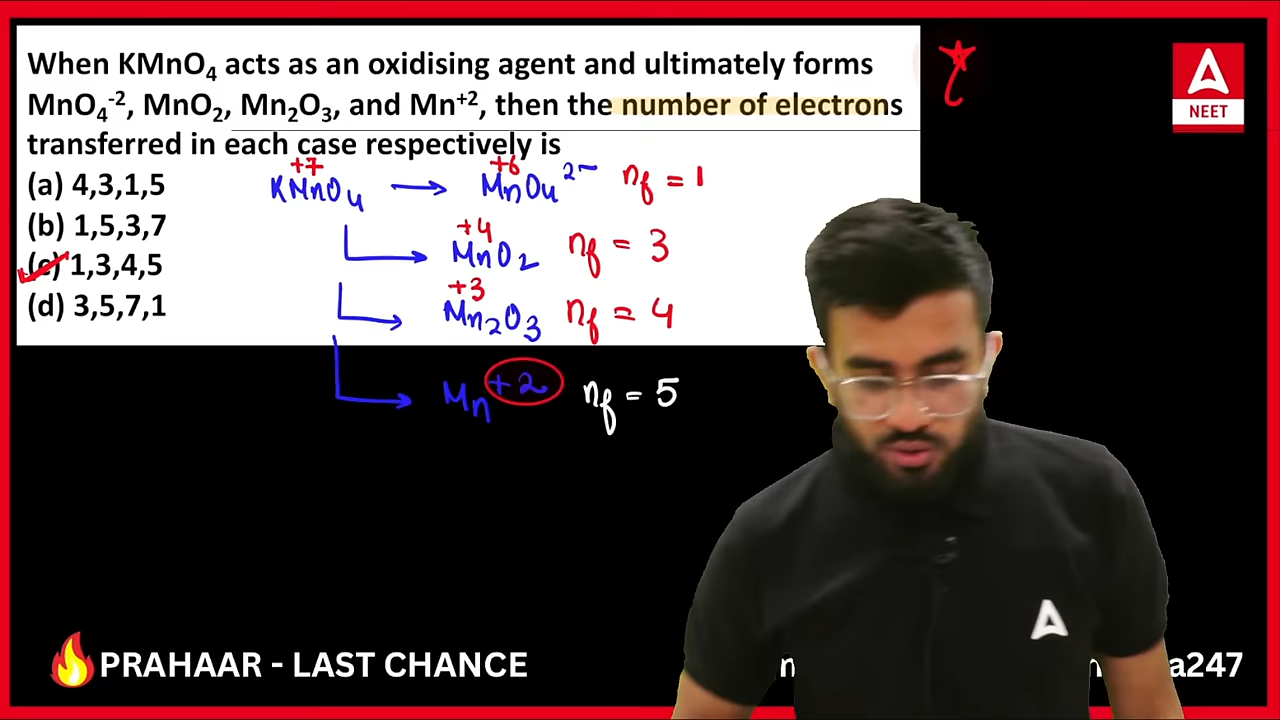 When KMnO₄ acts as an oxidising agent and ultimately forms
MnO₄⁻², MnO₂, Mn₂O₃, and Mn⁺², then the number of electrons
transferred in each case respectively is
(a) 4,3,1,5
(b) 1,5,3,7
(c) 1,3,4,5
(d) 3,5,7,1
+7 +6
KMnO₄ → MnO₄²⁻ nf = 1
+4
MnO₂ nf = 3
+3
Mn₂O₃ nf = 4
Mn⁺² nf = 5
A
NEET
A
PRAHAAR - LAST CHANCE
a247